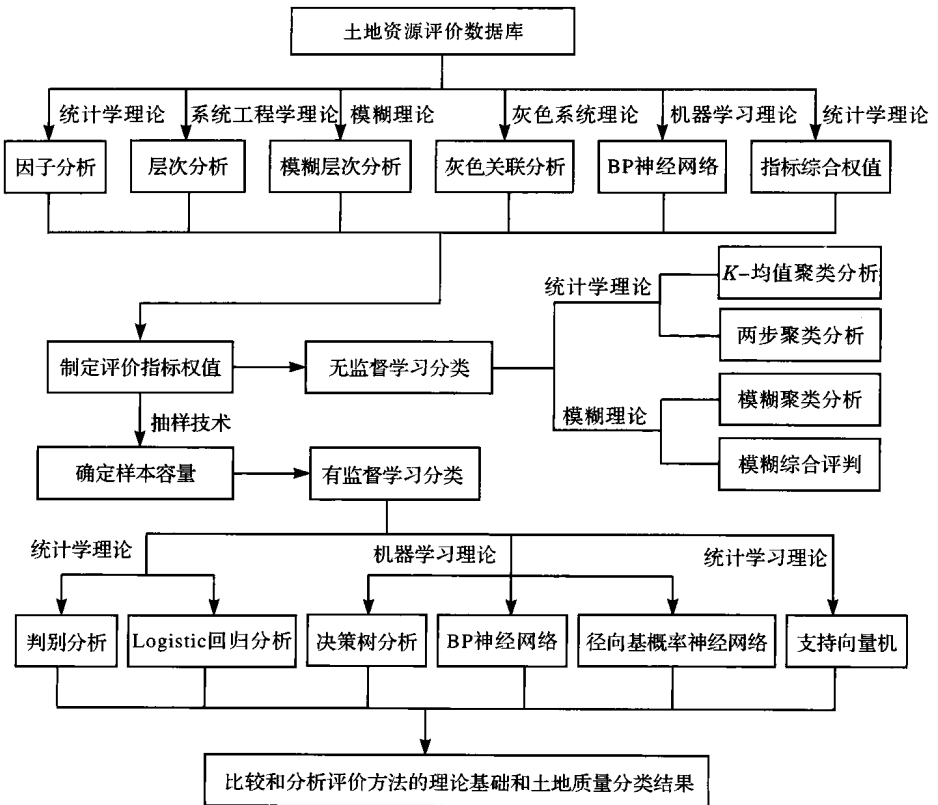 土地资源评价数据库
统计学理论
系统工程学理论
模糊理论
灰色系统理论
机器学习理论
统计学理论
因子分析
层次分析
模糊层次分析
灰色关联分析
BP神经网络
指标综合权值
统计学理论
K-均值聚类分析
两步聚类分析
制定评价指标权值
无监督学习分类
模糊理论
模糊聚类分析
模糊综合评判
抽样技术
确定样本容量
有监督学习分类
统计学理论
机器学习理论
统计学习理论
判别分析
Logistic回归分析
决策树分析
BP神经网络
径向基概率神经网络
支持向量机
比较和分析评价方法的理论基础和土地质量分类结果